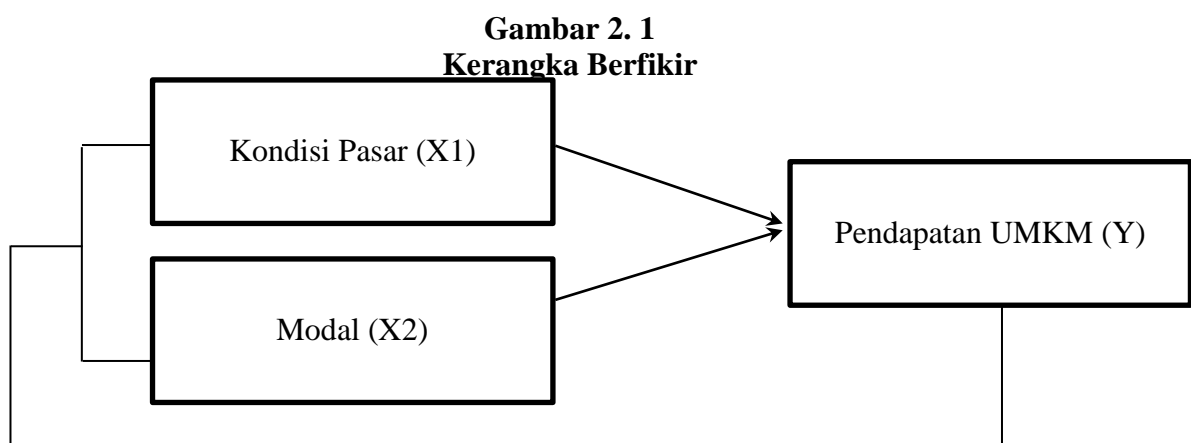 Gambar 2. 1
Kerangka Berfikir
Kondisi Pasar (X1)
Pendapatan UMKM (Y)
Modal (X2)